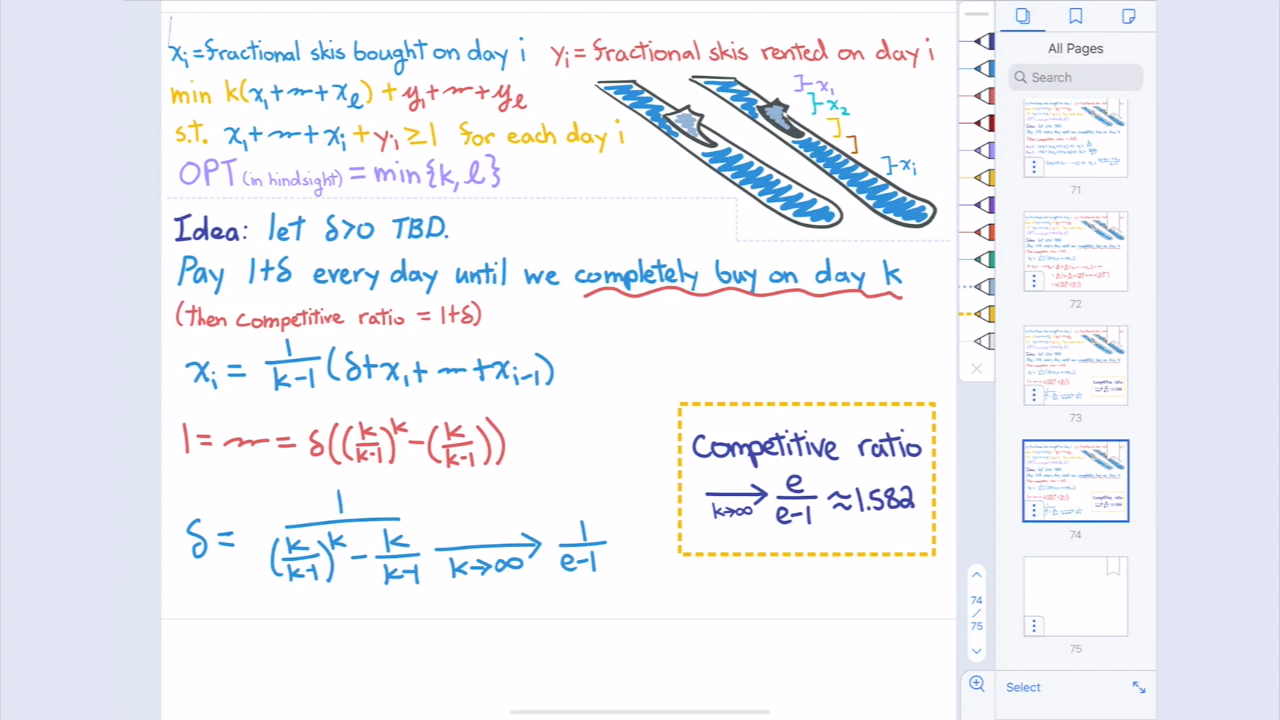 xᵢ = fractional skis bought on day i   yᵢ = fractional skis rented on day i
min k(x₁+⋯+xₗ) + y₁+⋯+yₗ
s.t. x₁+⋯+xᵢ + yᵢ ≥ 1 for each day i
OPT (in hindsight) = min{k, l}
}-x₁
}-x₂
}-xᵢ
Idea: let δ>0 TBD.
Pay 1+δ every day until we completely buy on day k
(then competitive ratio = 1+δ)
xᵢ = 1/(k-1) (δ+x₁+⋯+xᵢ₋₁)
1 = ⋯ = δ((k/(k-1))^k - (k/(k-1)))
δ = 1/((k/(k-1))^k - k/(k-1)) ⟶ k→∞ 1/(e-1)
Competitive ratio
⟶ k→∞ e/(e-1) ≈ 1.582
All Pages
Search
71
72
73
74
75
74
/
75
Select